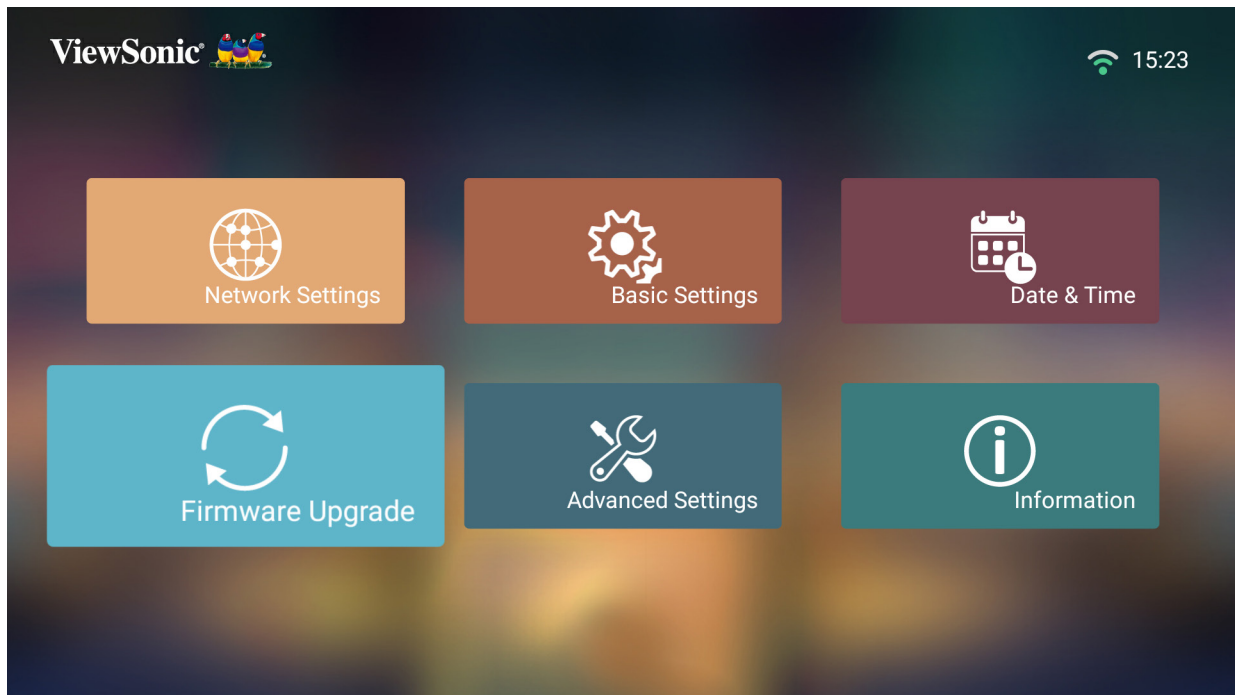 ViewSonic®
15:23
Network Settings
Basic Settings
Date & Time
Firmware Upgrade
Advanced Settings
Information